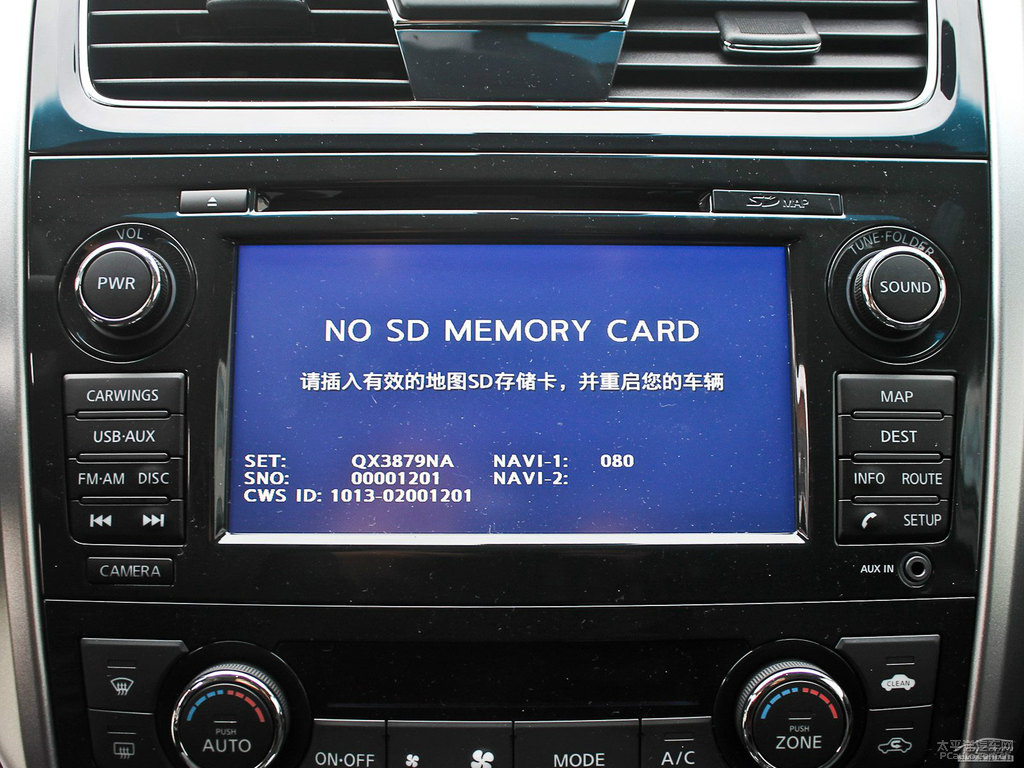 SD MAP
VOL
PWR
TUNE·FOLDER
SOUND
NO SD MEMORY CARD
请插入有效的地图SD存储卡，并重启您的车辆
SET: QX3879NA NAVI-1: 080
SNO: 00001201 NAVI-2:
CWS ID: 1013-02001201
CARWINGS
USB·AUX
FM·AM DISC
CAMERA
MAP
DEST
INFO ROUTE
SETUP
AUX IN
CLEAN
PUSH
AUTO
ON·OFF
MODE
A/C
PUSH
ZONE
太平洋汽车网
PCauto.com.cn